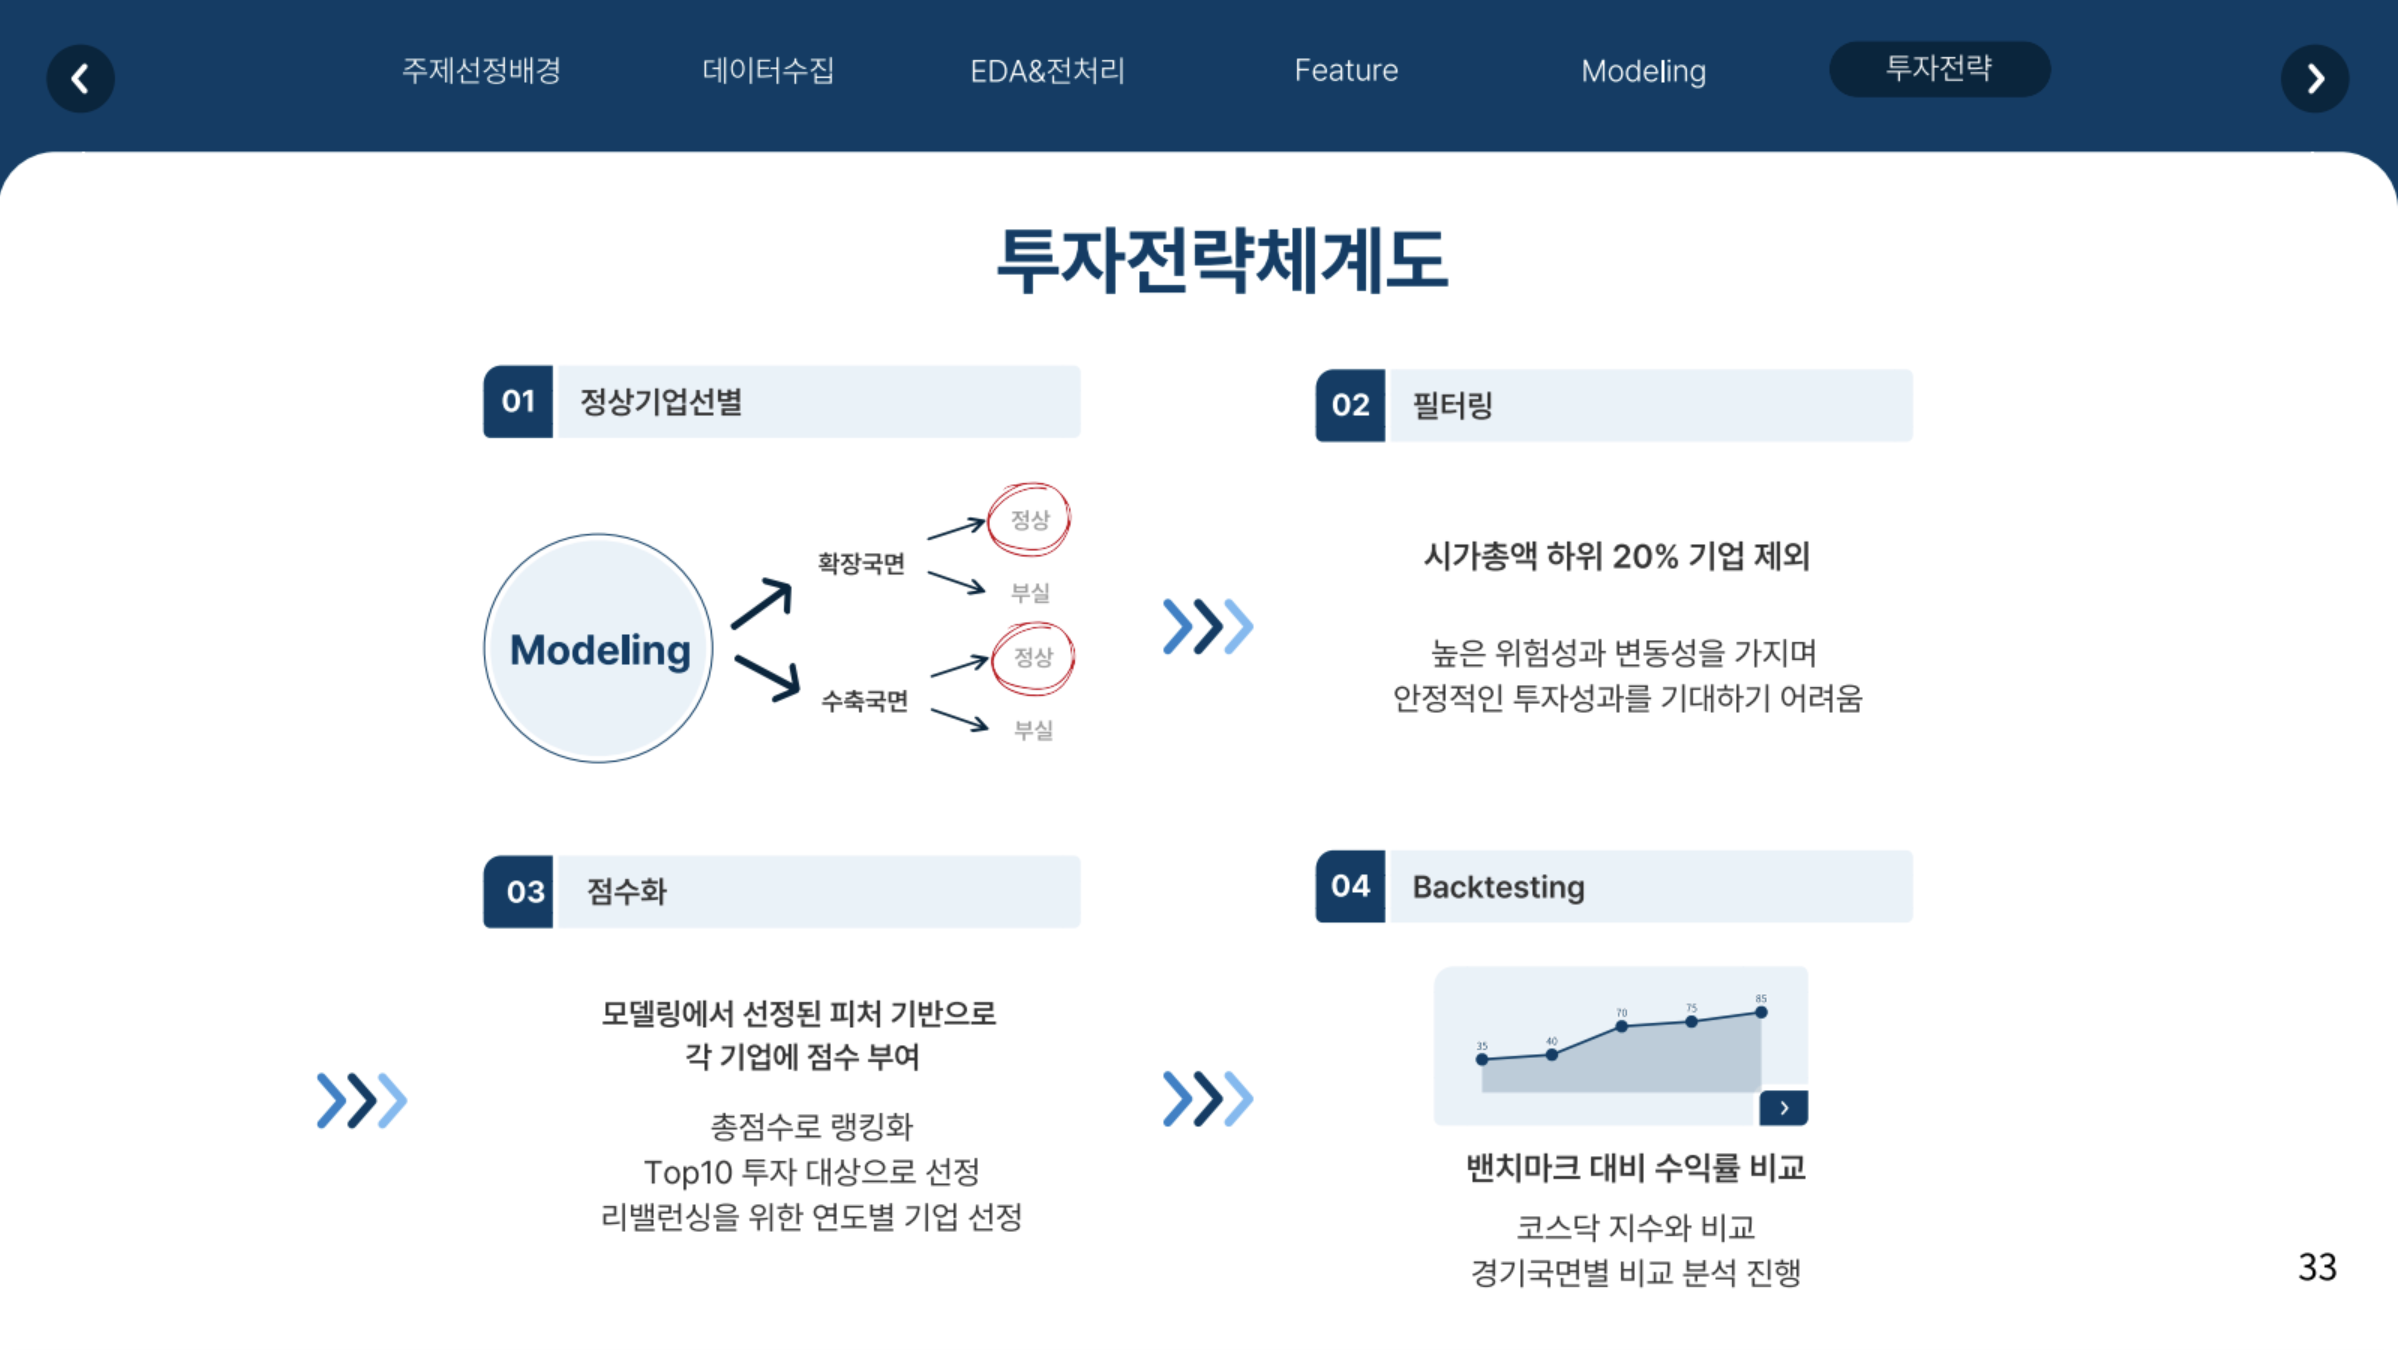 주제선정배경
데이터수집
EDA&전처리
Feature
Modeling
투자전략
투자전략체계도
01 정상기업선별
Modeling
확장국면
정상
부실
수축국면
정상
부실
02 필터링
시가총액 하위 20% 기업 제외
높은 위험성과 변동성을 가지며
안정적인 투자성과를 기대하기 어려움
03 점수화
모델링에서 선정된 피처 기반으로
각 기업에 점수 부여
총점수로 랭킹화
Top10 투자 대상으로 선정
리밸런싱을 위한 연도별 기업 선정
04 Backtesting
35
40
70
75
85
밴치마크 대비 수익률 비교
코스닥 지수와 비교
경기국면별 비교 분석 진행
33